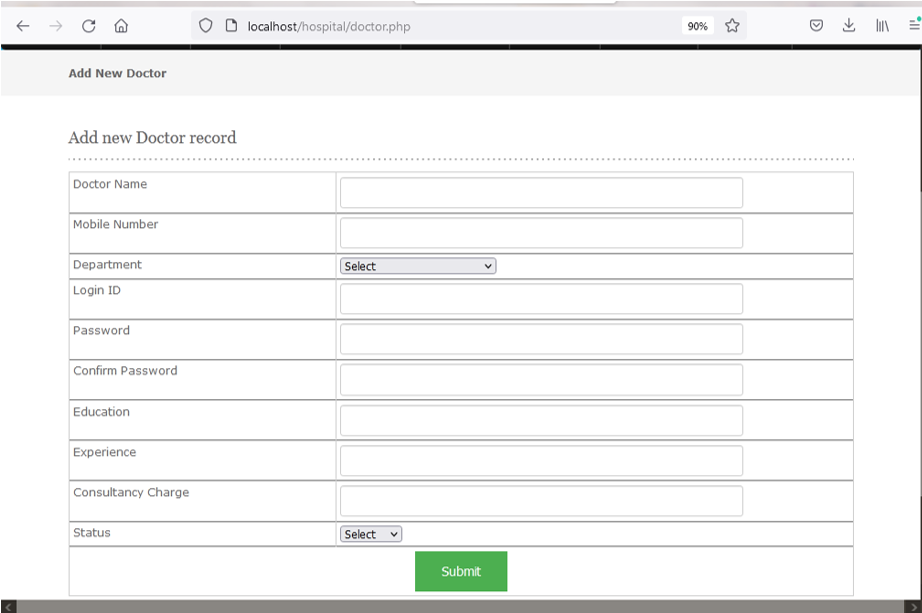 localhost/hospital/doctor.php 90%
Add New Doctor
Add new Doctor record
Doctor Name
Mobile Number
Department Select
Login ID
Password
Confirm Password
Education
Experience
Consultancy Charge
Status Select
Submit